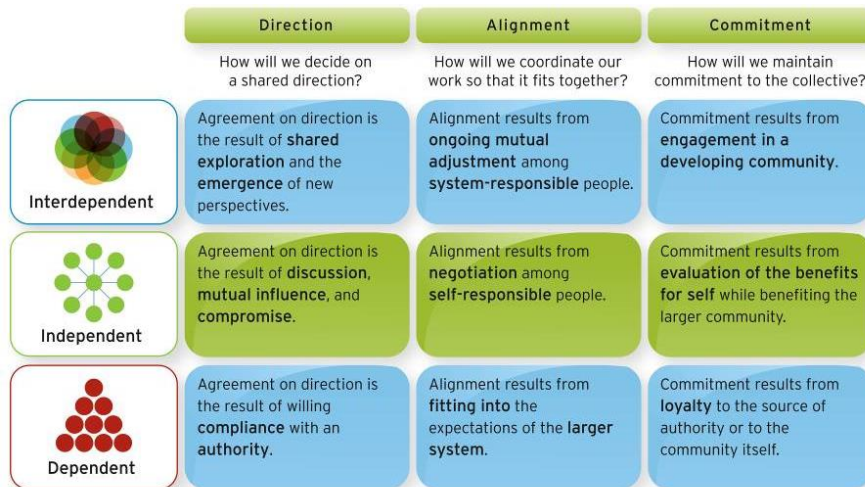 Direction
Alignment
Commitment
How will we decide on
a shared direction?
How will we coordinate our
work so that it fits together?
How will we maintain
commitment to the collective?
Interdependent
Agreement on direction is
the result of shared
exploration and the
emergence of new
perspectives.
Alignment results from
ongoing mutual
adjustment among
system-responsible people.
Commitment results from
engagement in a
developing community.
Independent
Agreement on direction is
the result of discussion,
mutual influence, and
compromise.
Alignment results from
negotiation among
self-responsible people.
Commitment results from
evaluation of the benefits
for self while benefiting the
larger community.
Dependent
Agreement on direction is
the result of willing
compliance with an
authority.
Alignment results from
fitting into the
expectations of the larger
system.
Commitment results from
loyalty to the source of
authority or to the
community itself.